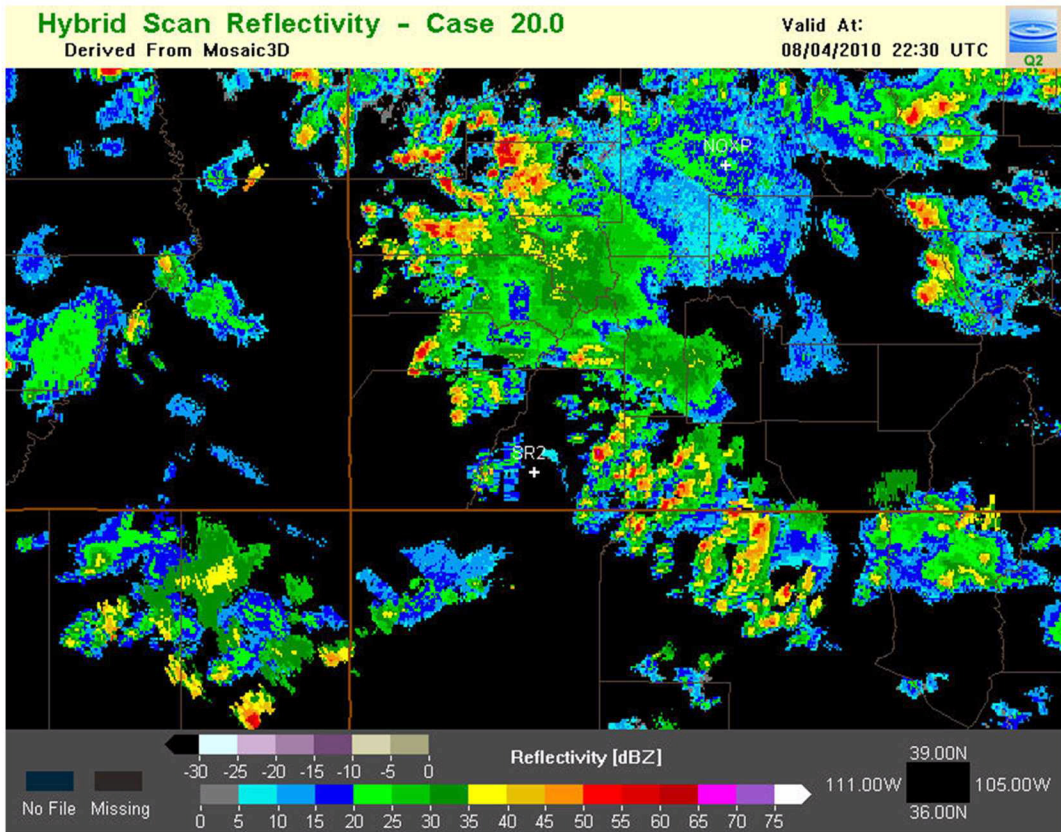 Hybrid Scan Reflectivity - Case 20.0
Derived From Mosaic3D
Valid At:
08/04/2010 22:30 UTC
Q2
NOXP
SR2
-30 -25 -20 -15 -10 -5 0
Reflectivity [dBZ]
No File
Missing
0 5 10 15 20 25 30 35 40 45 50 55 60 65 70 75
39.00N
111.00W
105.00W
36.00N